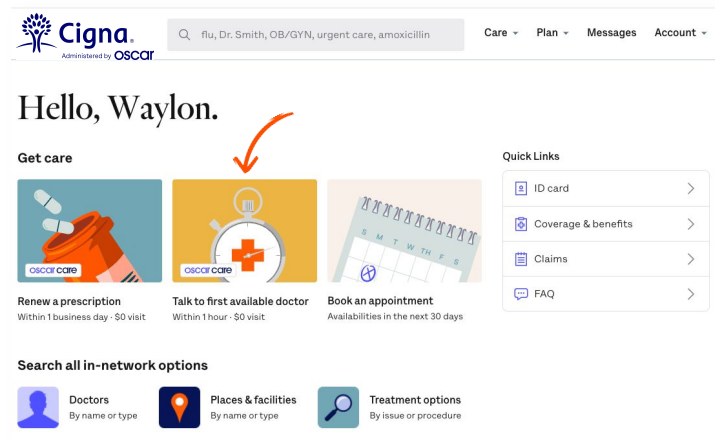 Cigna.
Administered by oscar
flu, Dr. Smith, OB/GYN, urgent care, amoxicillin
Care
Plan
Messages
Account
Hello, Waylon.
Get care
oscar care
Renew a prescription
Within 1 business day · $0 visit
oscar care
Talk to first available doctor
Within 1 hour · $0 visit
S M T W TH F S
Book an appointment
Availabilities in the next 30 days
Quick Links
ID card
Coverage & benefits
Claims
FAQ
Search all in-network options
Doctors
By name or type
Places & facilities
By name or type
Treatment options
By issue or procedure